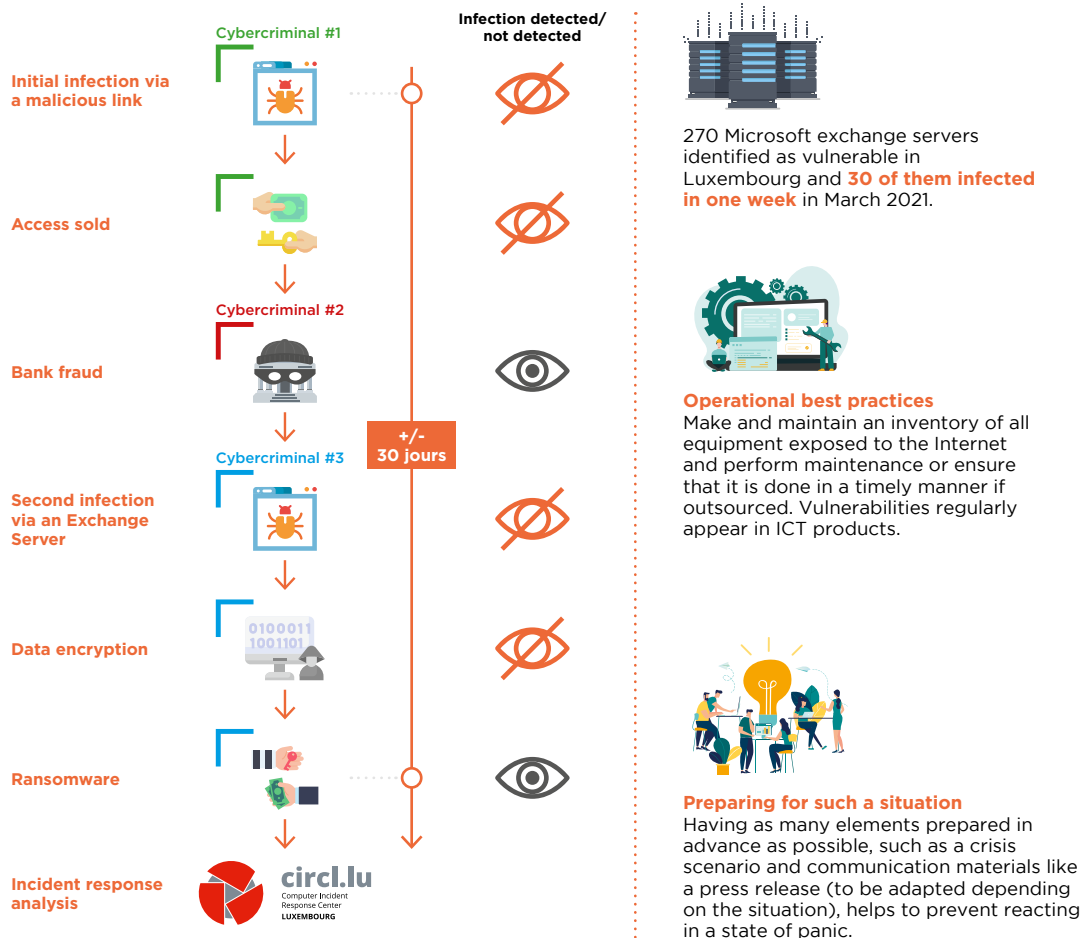 Infection detected/
not detected
Cybercriminal #1
Initial infection via
a malicious link
Access sold
Cybercriminal #2
Bank fraud
+/-
30 jours
Cybercriminal #3
Second infection
via an Exchange
Server
Data encryption
0100011
1001101
Ransomware
Incident response
analysis
circl.lu
Computer Incident
Response Center
LUXEMBOURG
270 Microsoft exchange servers
identified as vulnerable in
Luxembourg and 30 of them infected
in one week in March 2021.
Operational best practices
Make and maintain an inventory of all
equipment exposed to the Internet
and perform maintenance or ensure
that it is done in a timely manner if
outsourced. Vulnerabilities regularly
appear in ICT products.
Preparing for such a situation
Having as many elements prepared in
advance as possible, such as a crisis
scenario and communication materials like
a press release (to be adapted depending
on the situation), helps to prevent reacting
in a state of panic.